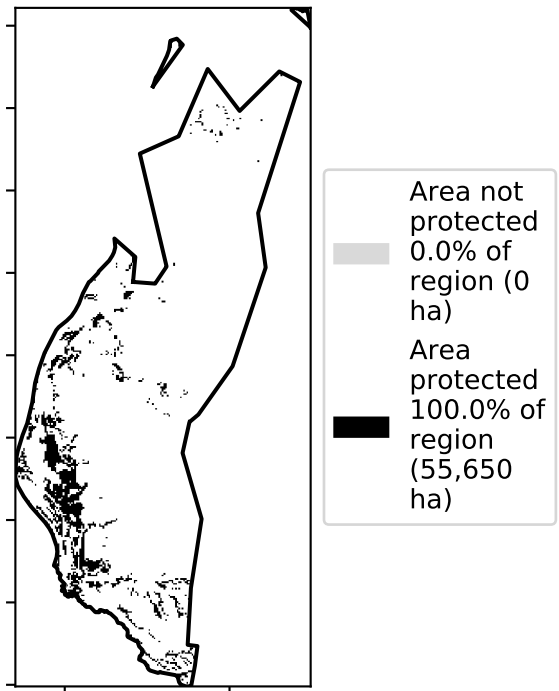 Area not
protected
0.0% of
region (0
ha)
Area
protected
100.0% of
region
(55,650
ha)